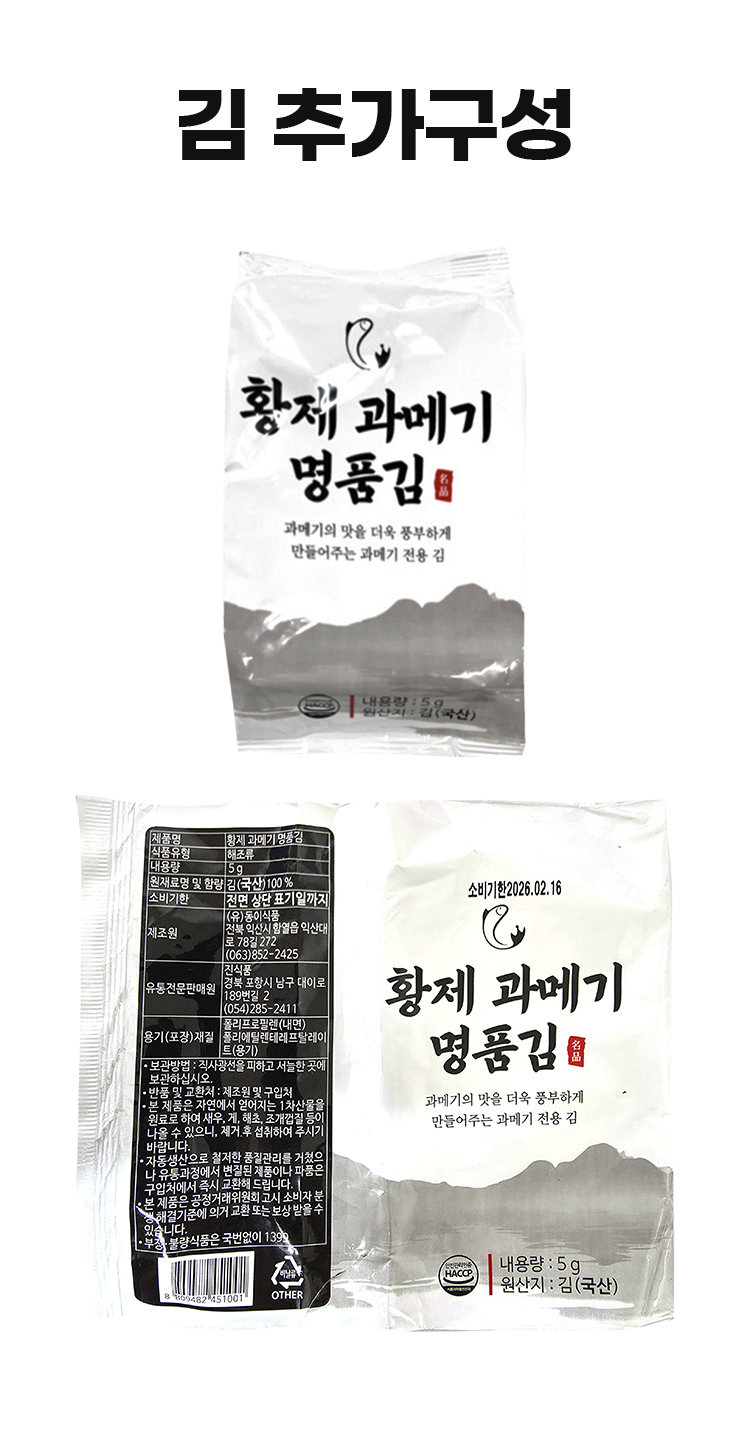 김 추가구성
황제 과메기
명품김
名品
과메기의 맛을 더욱 풍부하게
만들어주는 과메기 전용 김
HACCP
내용량 : 5 g
원산지 : 김(국산)
제품명 황제 과메기 명품김
식품유형 해조류
내용량 5 g
원재료명 및 함량 김(국산)100 %
소비기한 전면 상단 표기일까지
제조원 (유)동이식품
전북 익산시 함열읍 익산대
로 78길 272
(063)852-2425
유통전문판매원 진식품
경북 포항시 남구 대이로
189번길 2
(054)285-2411
용기(포장)재질 폴리프로필렌(내면)
폴리에틸렌테레프탈레이
트(용기)
• 보관방법 : 직사광선을 피하고 서늘한 곳에
보관하십시오.
• 반품 및 교환처 : 제조원 및 구입처
• 본 제품은 자연에서 얻어지는 1차산물을
원료로 하여 새우, 게, 해초, 조개껍질 등이
나올 수 있으니, 제거.후 섭취하여 주시기
바랍니다.
• 자동생산으로 철저한 품질관리를 거쳤으
나 유통과정에서 변질된 제품이나 파품은
구입처에서 즉시 교환해 드립니다.
• 본 제품은 공정거래위원회 고시 소비자 분
쟁해결기준에 의거 교환 또는 보상 받을 수
있습니다.
• 부정·불량식품은 국번없이 1399
8 809482 451001
비닐류
OTHER
소비기한2026.02.16
황제 과메기
명품김
名品
과메기의 맛을 더욱 풍부하게
만들어주는 과메기 전용 김
HACCP
내용량 : 5 g
원산지 : 김(국산)